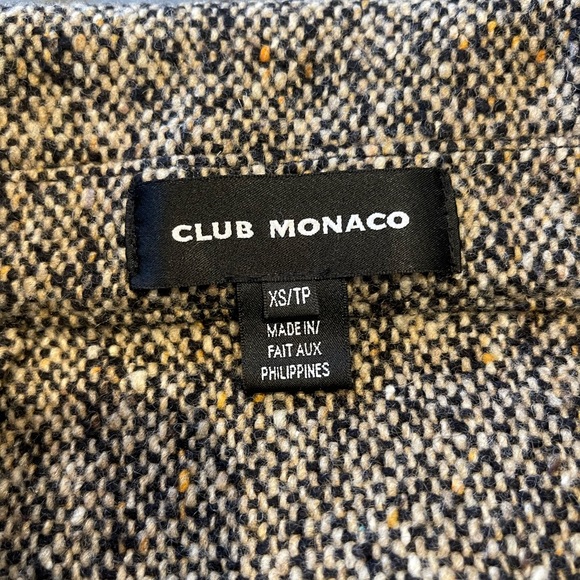 CLUB MONACO
XS/TP
MADE IN/
FAIT AUX
PHILIPPINES